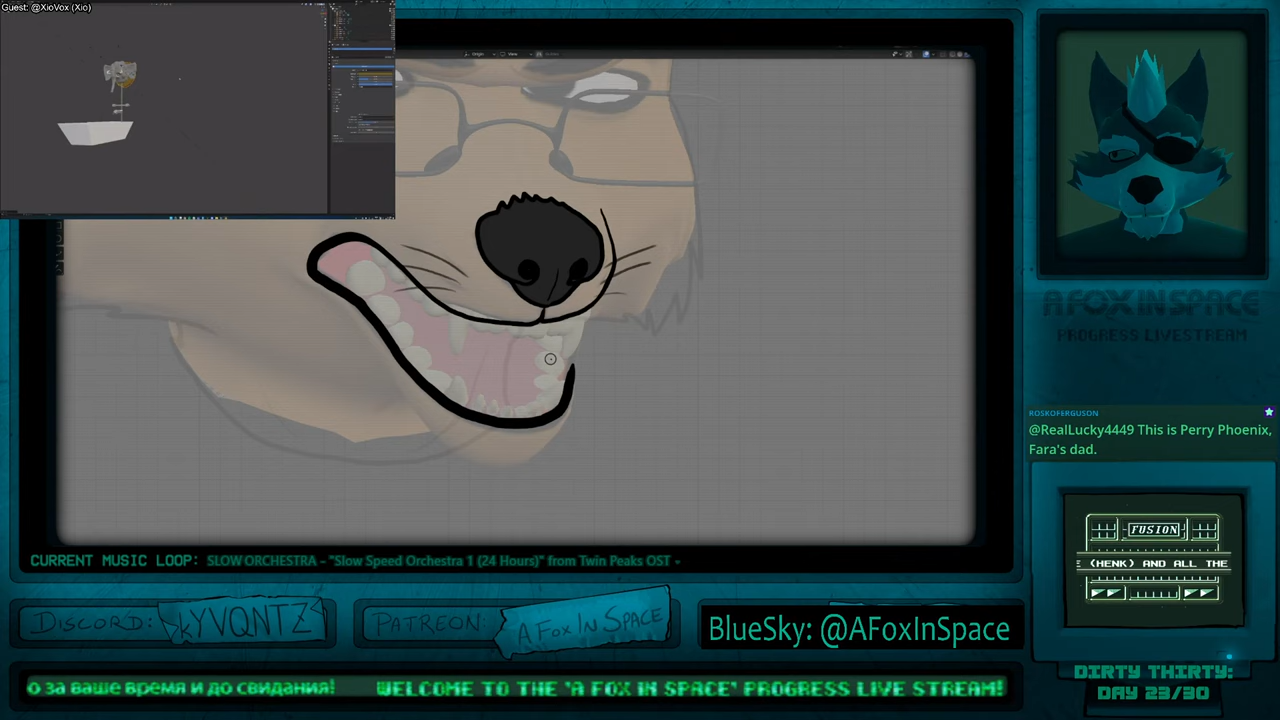 Guest: @XioVox (Xio)
Origin
View
A FOX IN SPACE
PROGRESS LIVESTREAM
ROSKOFERGUSON
@RealLucky4449 This is Perry Phoenix,
Fara's dad.
FUSION
(HENK) AND ALL THE
CURRENT MUSIC LOOP: SLOW ORCHESTRA - "Slow Speed Orchestra 1 (24 Hours)" from Twin Peaks OST -
DISCORD: kYVQNTZ
PATREON: A FOX IN SPACE
BlueSky: @AFoxInSpace
о за ваше время и до свидания! WELCOME TO THE 'A FOX IN SPACE' PROGRESS LIVE STREAM!
DIRTY THIRTY:
DAY 23/30